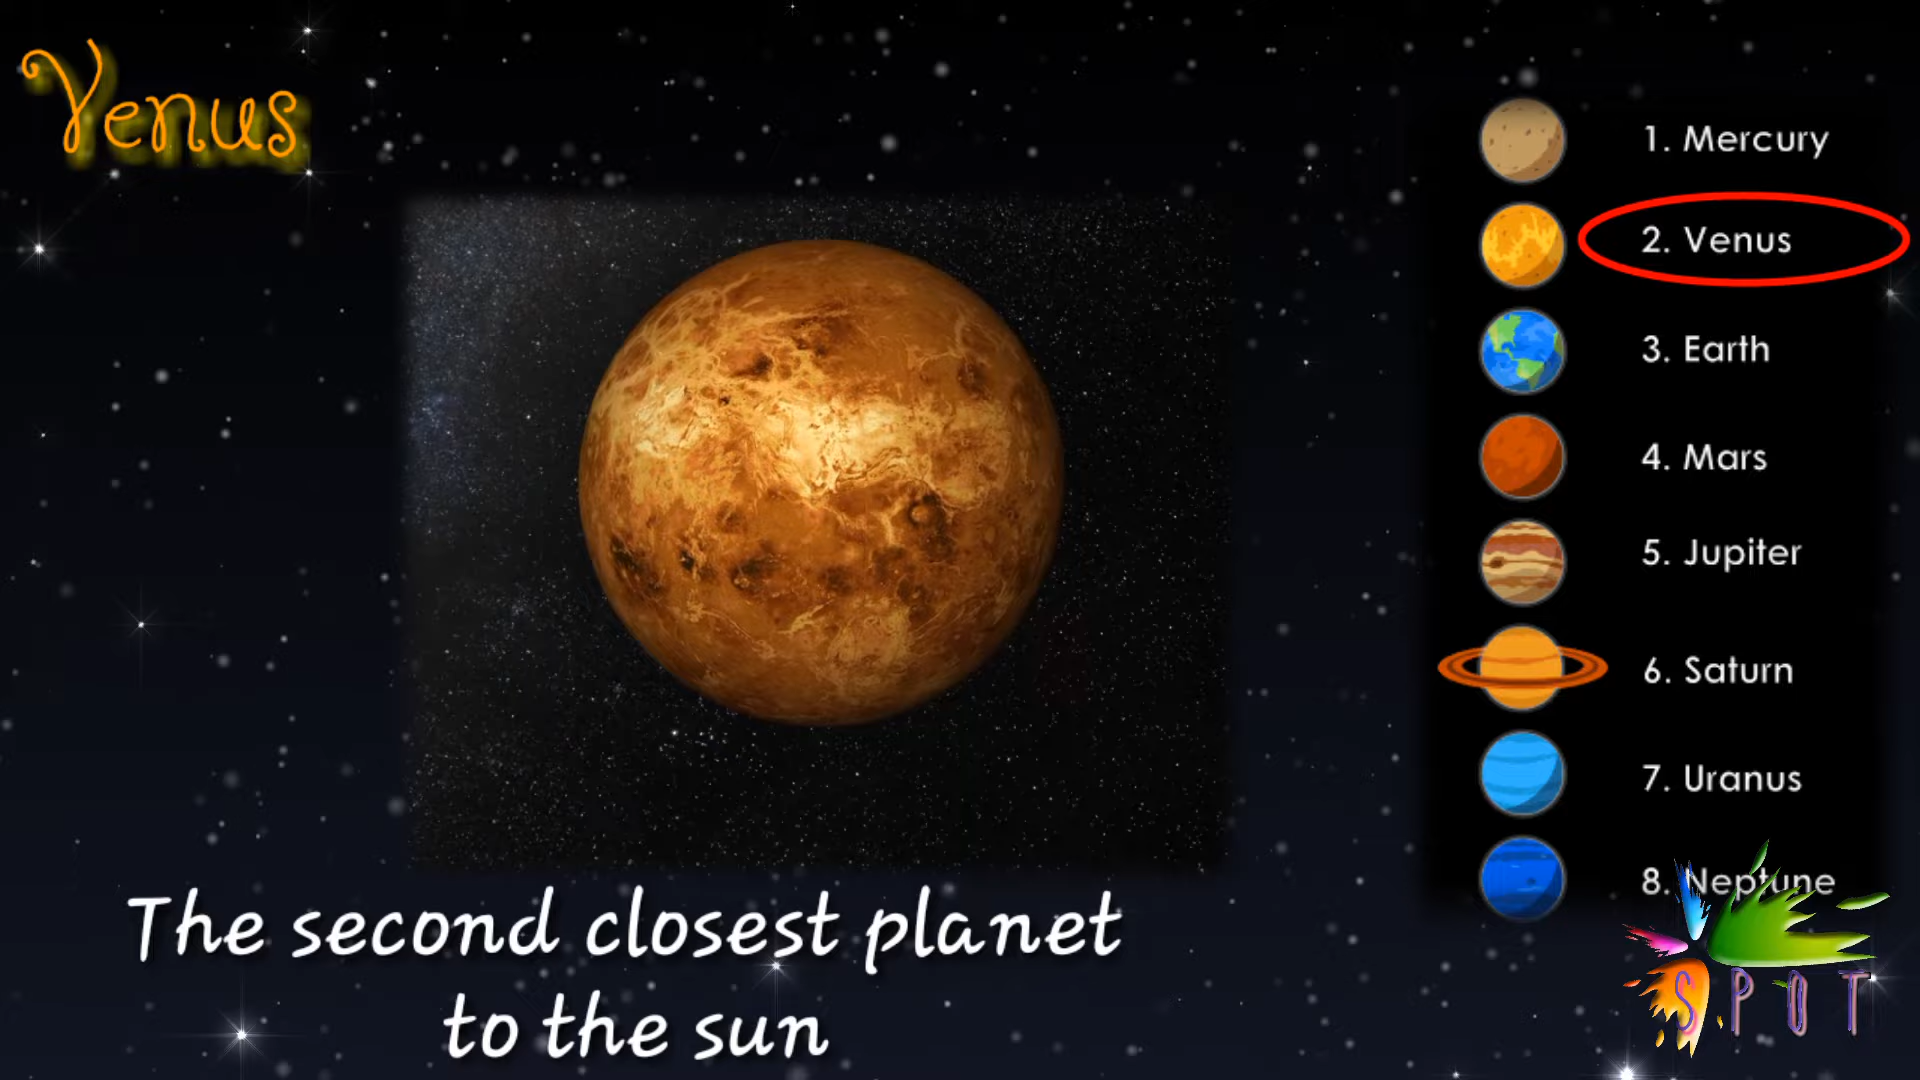 Venus
1. Mercury
2. Venus
3. Earth
4. Mars
5. Jupiter
6. Saturn
7. Uranus
8. Neptune
The second closest planet
to the sun
SPOT